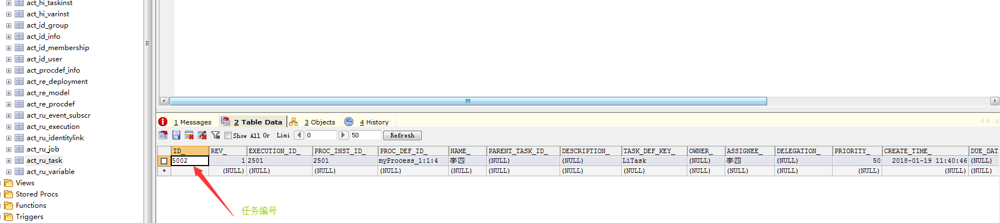 act_hi_taskinst
act_hi_varinst
act_id_group
act_id_info
act_id_membership
act_id_user
act_procdef_info
act_re_deployment
act_re_model
act_re_procdef
act_ru_event_subscr
act_ru_execution
act_ru_identitylink
act_ru_job
act_ru_task
act_ru_variable
Views
Stored Procs
Functions
Triggers
1 Messages 2 Table Data 3 Objects 4 History
Show All Or Limi 0 50 Refresh
ID_ REV_ EXECUTION_ID_ PROC_INST_ID_ PROC_DEF_ID_ NAME_ PARENT_TASK_ID_ DESCRIPTION_ TASK_DEF_KEY_ OWNER_ ASSIGNEE_ DELEGATION_ PRIORITY_ CREATE_TIME_ DUE_DAT
5002 1 2501 2501 myProcess_1:1:4 李四 (NULL) (NULL) LiTask (NULL) 李四 (NULL) 50 2018-01-19 11:40:46 (NULL)
* (NULL) (NULL) (NULL) (NULL) (NULL) (NULL) (NULL) (NULL) (NULL) (NULL) (NULL) (NULL) (NULL) (NULL)
任务编号